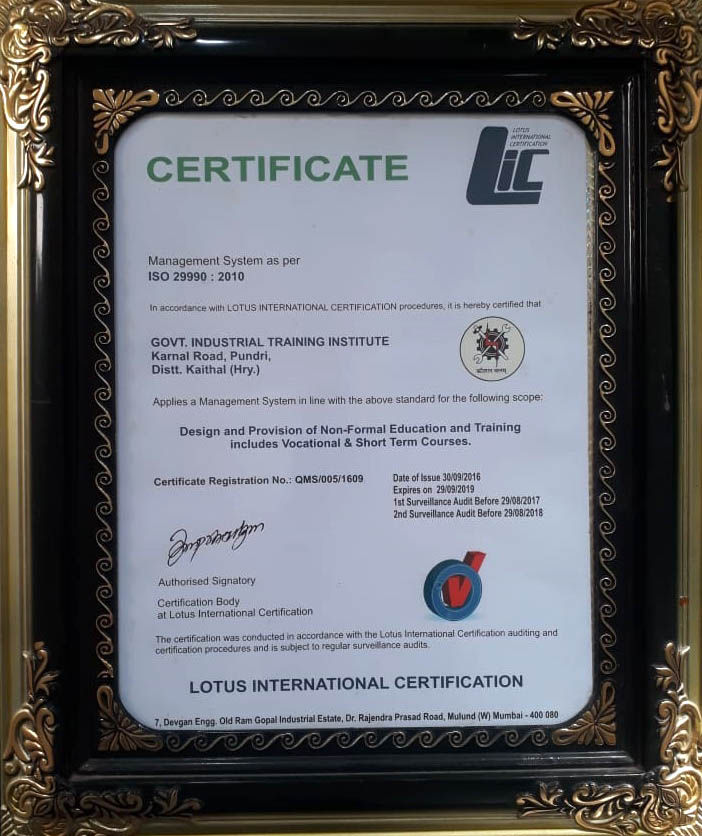 LOTUS
INTERNATIONAL
CERTIFICATION
LiC
CERTIFICATE
Management System as per
ISO 29990 : 2010
In accordance with LOTUS INTERNATIONAL CERTIFICATION procedures, it is hereby certified that
GOVT. INDUSTRIAL TRAINING INSTITUTE
Karnal Road, Pundri,
Distt. Kaithal (Hry.)
कौशलम बलम्
Applies a Management System in line with the above standard for the following scope:
Design and Provision of Non-Formal Education and Training
includes Vocational & Short Term Courses.
Certificate Registration No.: QMS/005/1609
Date of Issue 30/09/2016
Expires on 29/09/2019
1st Surveillance Audit Before 29/08/2017
2nd Surveillance Audit Before 29/08/2018
Authorised Signatory
Certification Body
at Lotus International Certification
The certification was conducted in accordance with the Lotus International Certification auditing and
certification procedures and is subject to regular surveillance audits.
LOTUS INTERNATIONAL CERTIFICATION
7, Devgan Engg. Old Ram Gopal Industrial Estate, Dr. Rajendra Prasad Road, Mulund (W) Mumbai - 400 080